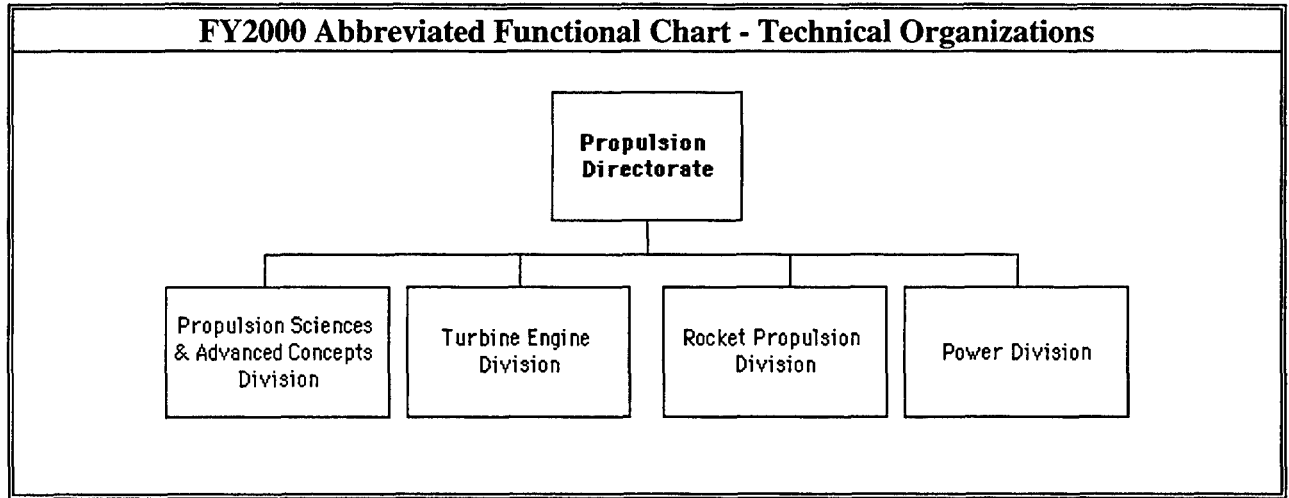 FY2000 Abbreviated Functional Chart - Technical Organizations
Propulsion
Directorate
Propulsion Sciences
& Advanced Concepts
Division
Turbine Engine
Division
Rocket Propulsion
Division
Power Division